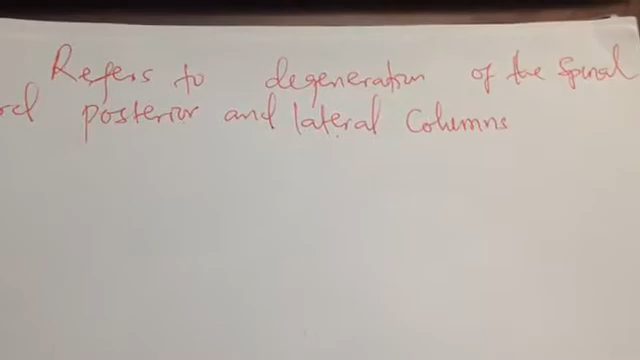 Refers to degeneration of the Spinal
posterior and lateral Columns